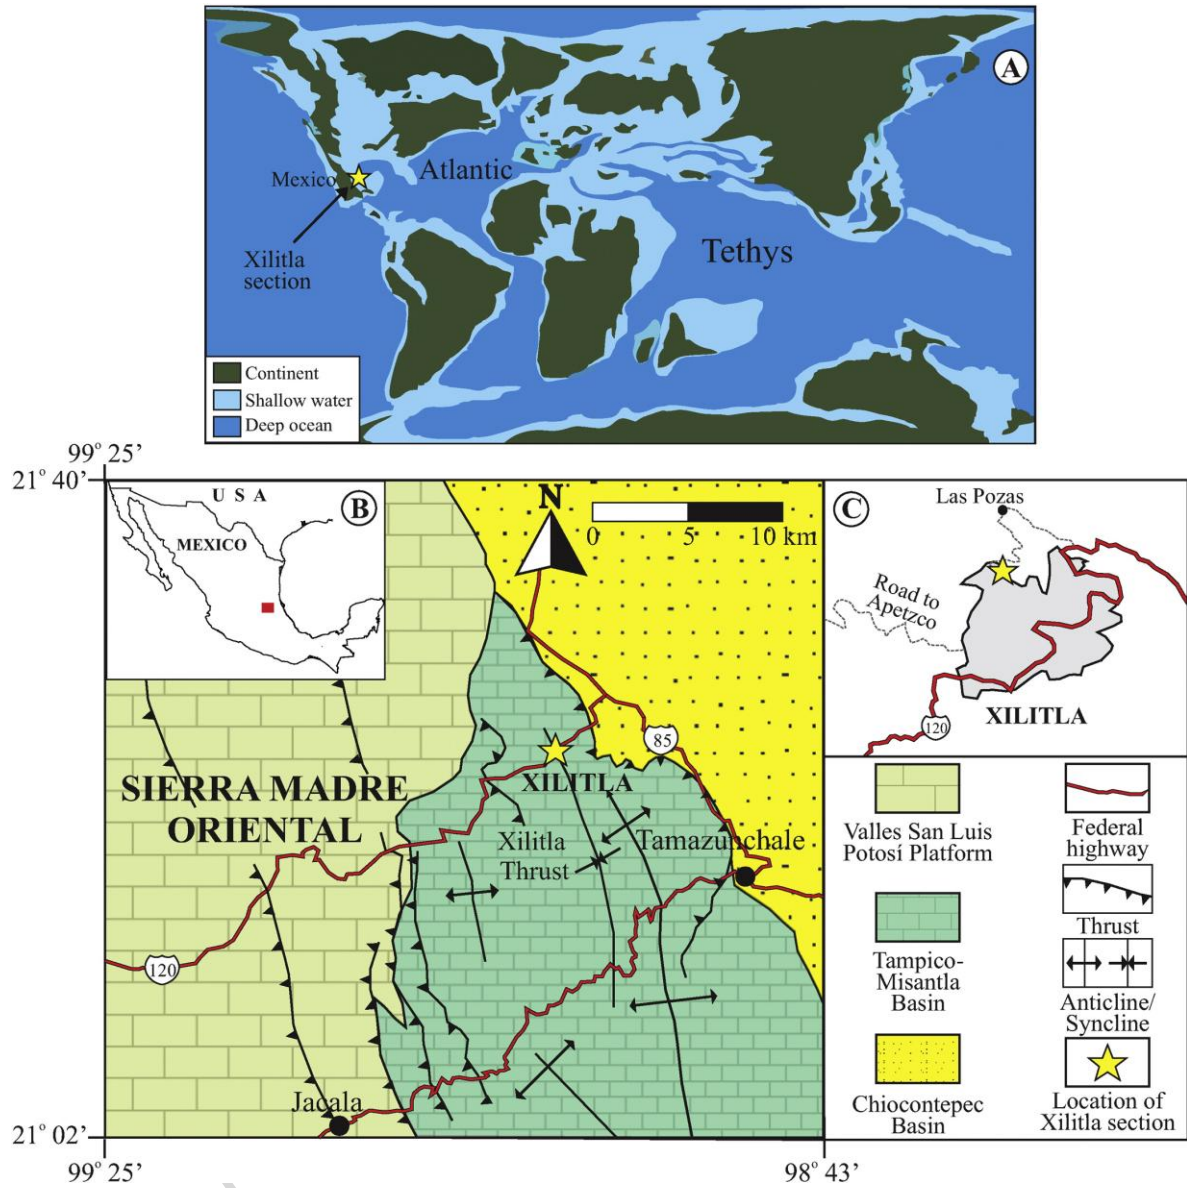 A
Mexico
Atlantic
Xilitla
section
Tethys
Continent
Shallow water
Deep ocean
99° 25’
21° 40’
U S A
B
MEXICO
N
0 5 10 km
C
Las Pozas
Road to
Apetzco
120
XILITLA
85
XILITLA
SIERRA MADRE
ORIENTAL
Xilitla
Thrust
Tamazunchale
120
Jacala
Valles San Luis
Potosí Platform
Tampico-
Misantla
Basin
Chiocontepec
Basin
Federal
highway
Thrust
Anticline/
Syncline
Location of
Xilitla section
21° 02’
99° 25’
98° 43’